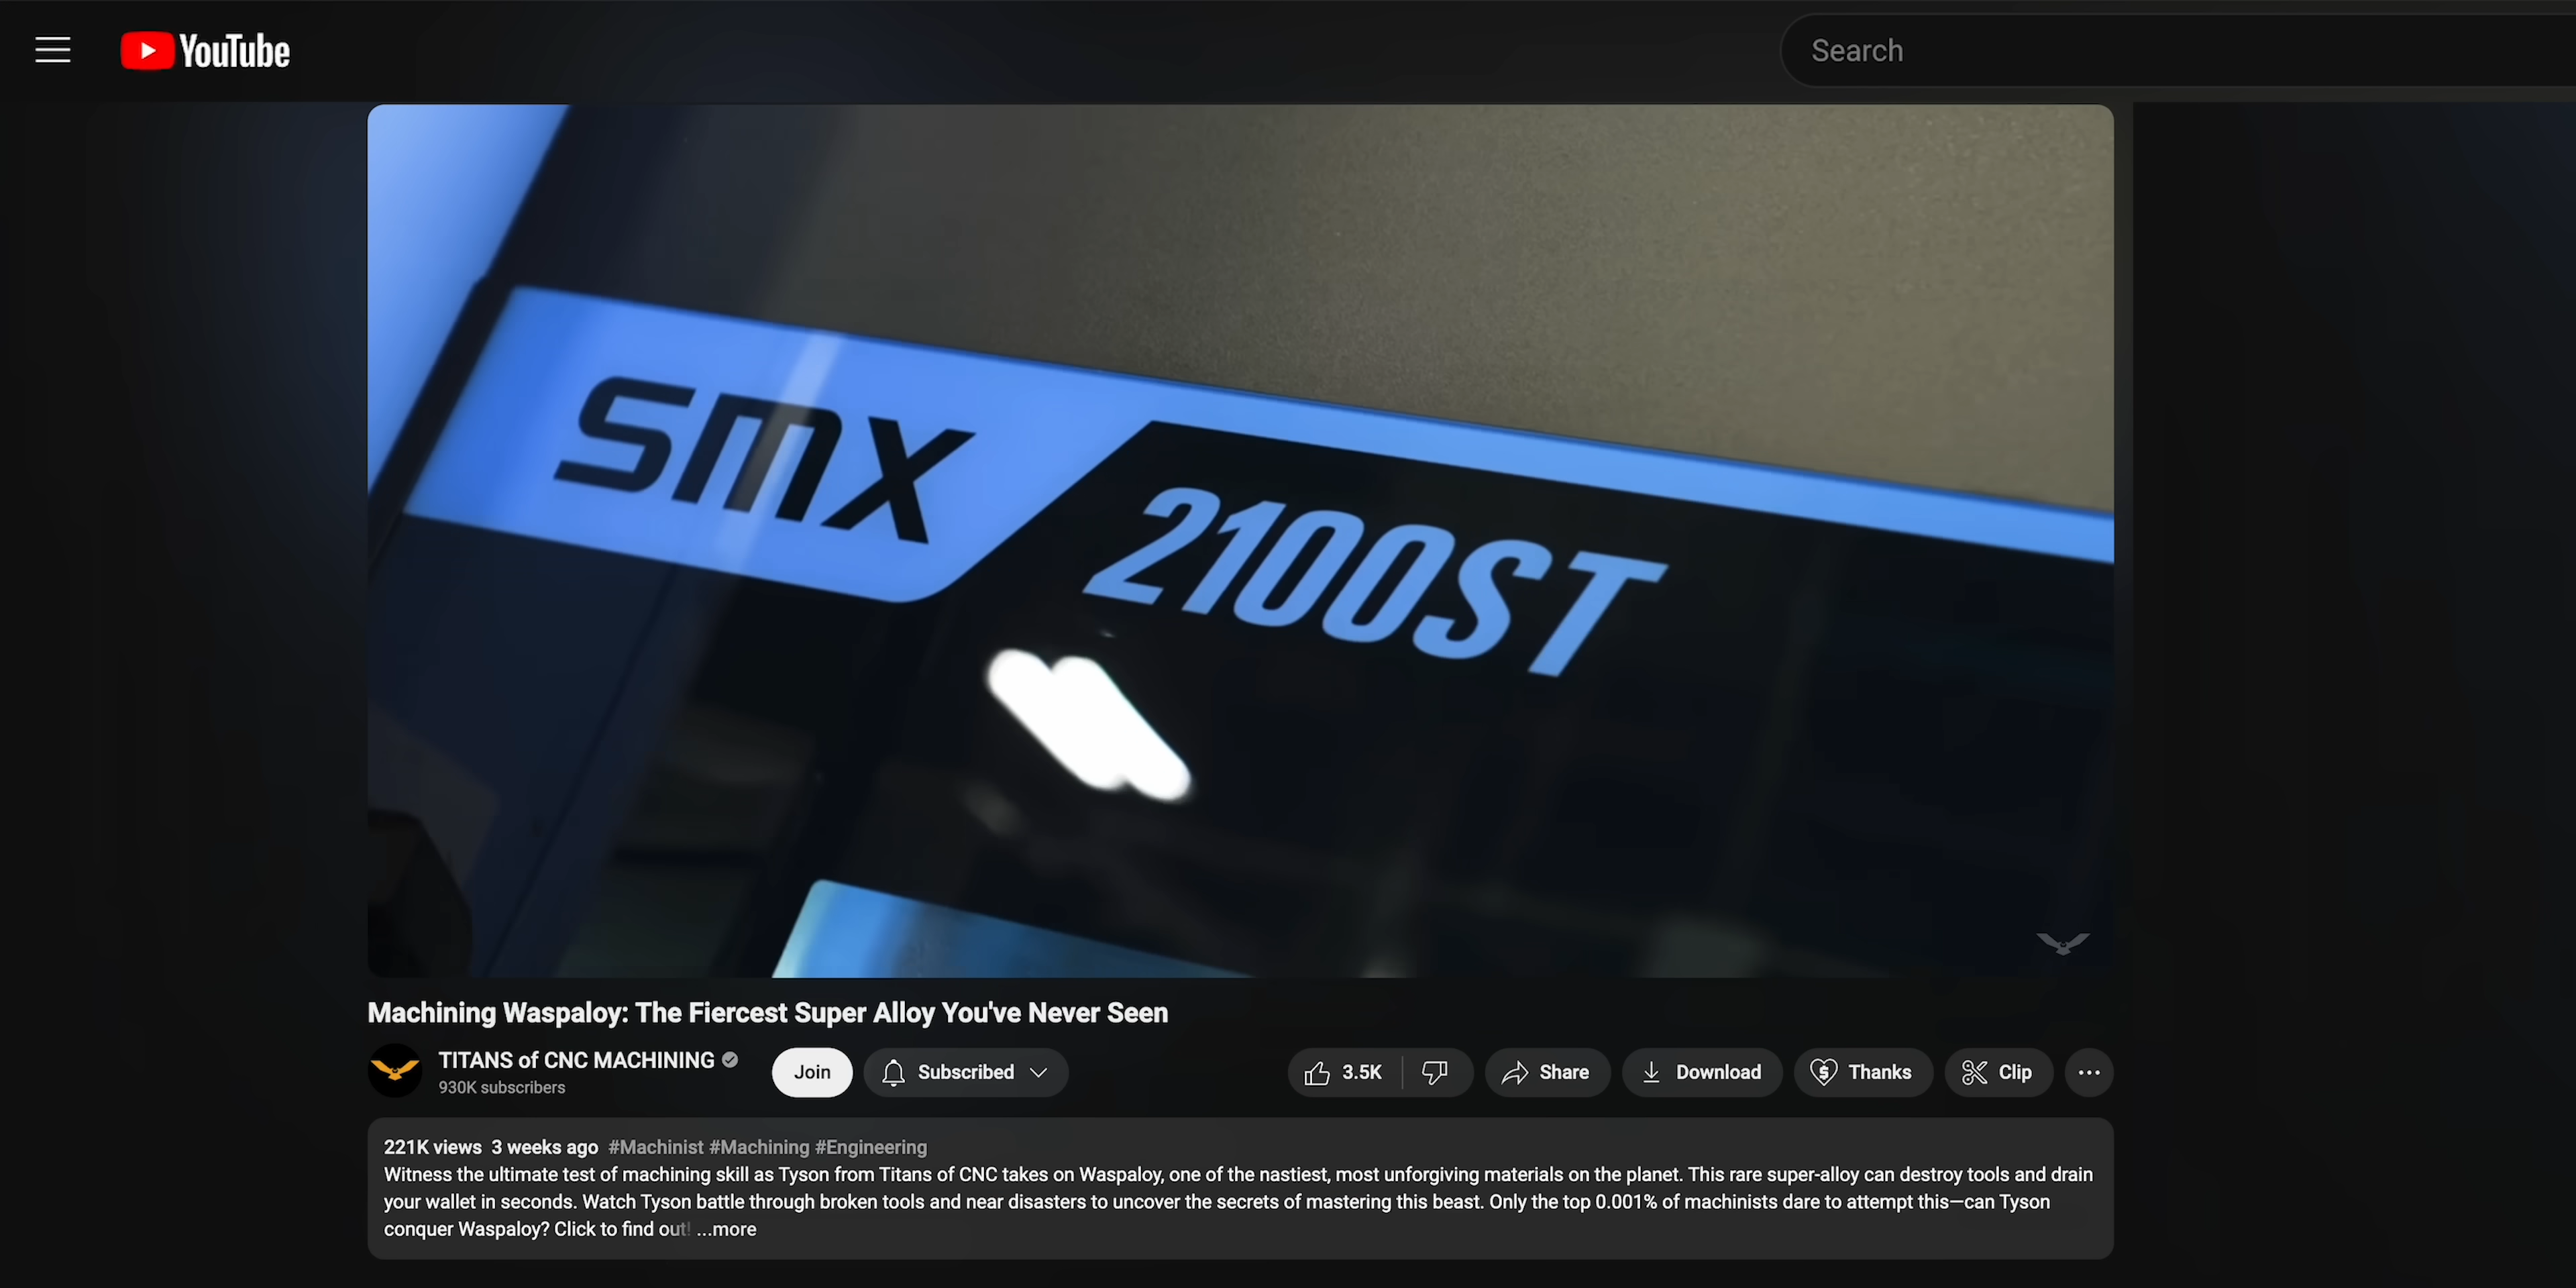 YouTube
Search
SMX
2100ST
Machining Waspaloy: The Fiercest Super Alloy You've Never Seen
TITANS of CNC MACHINING
930K subscribers
Join
Subscribed
3.5K
Share
Download
Thanks
Clip
221K views 3 weeks ago #Machinist #Machining #Engineering
Witness the ultimate test of machining skill as Tyson from Titans of CNC takes on Waspaloy, one of the nastiest, most unforgiving materials on the planet. This rare super-alloy can destroy tools and drain
your wallet in seconds. Watch Tyson battle through broken tools and near disasters to uncover the secrets of mastering this beast. Only the top 0.001% of machinists dare to attempt this—can Tyson
conquer Waspaloy? Click to find out! ...more